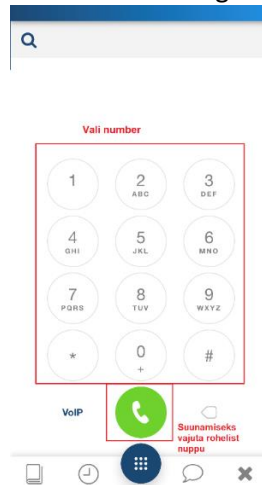 Vali number
1 2 3
ABC DEF
4 5 6
GHI JKL MNO
7 8 9
PQRS TUV WXYZ
* 0 #
+
VoIP
Suunamiseks
vajuta rohelist
nuppu